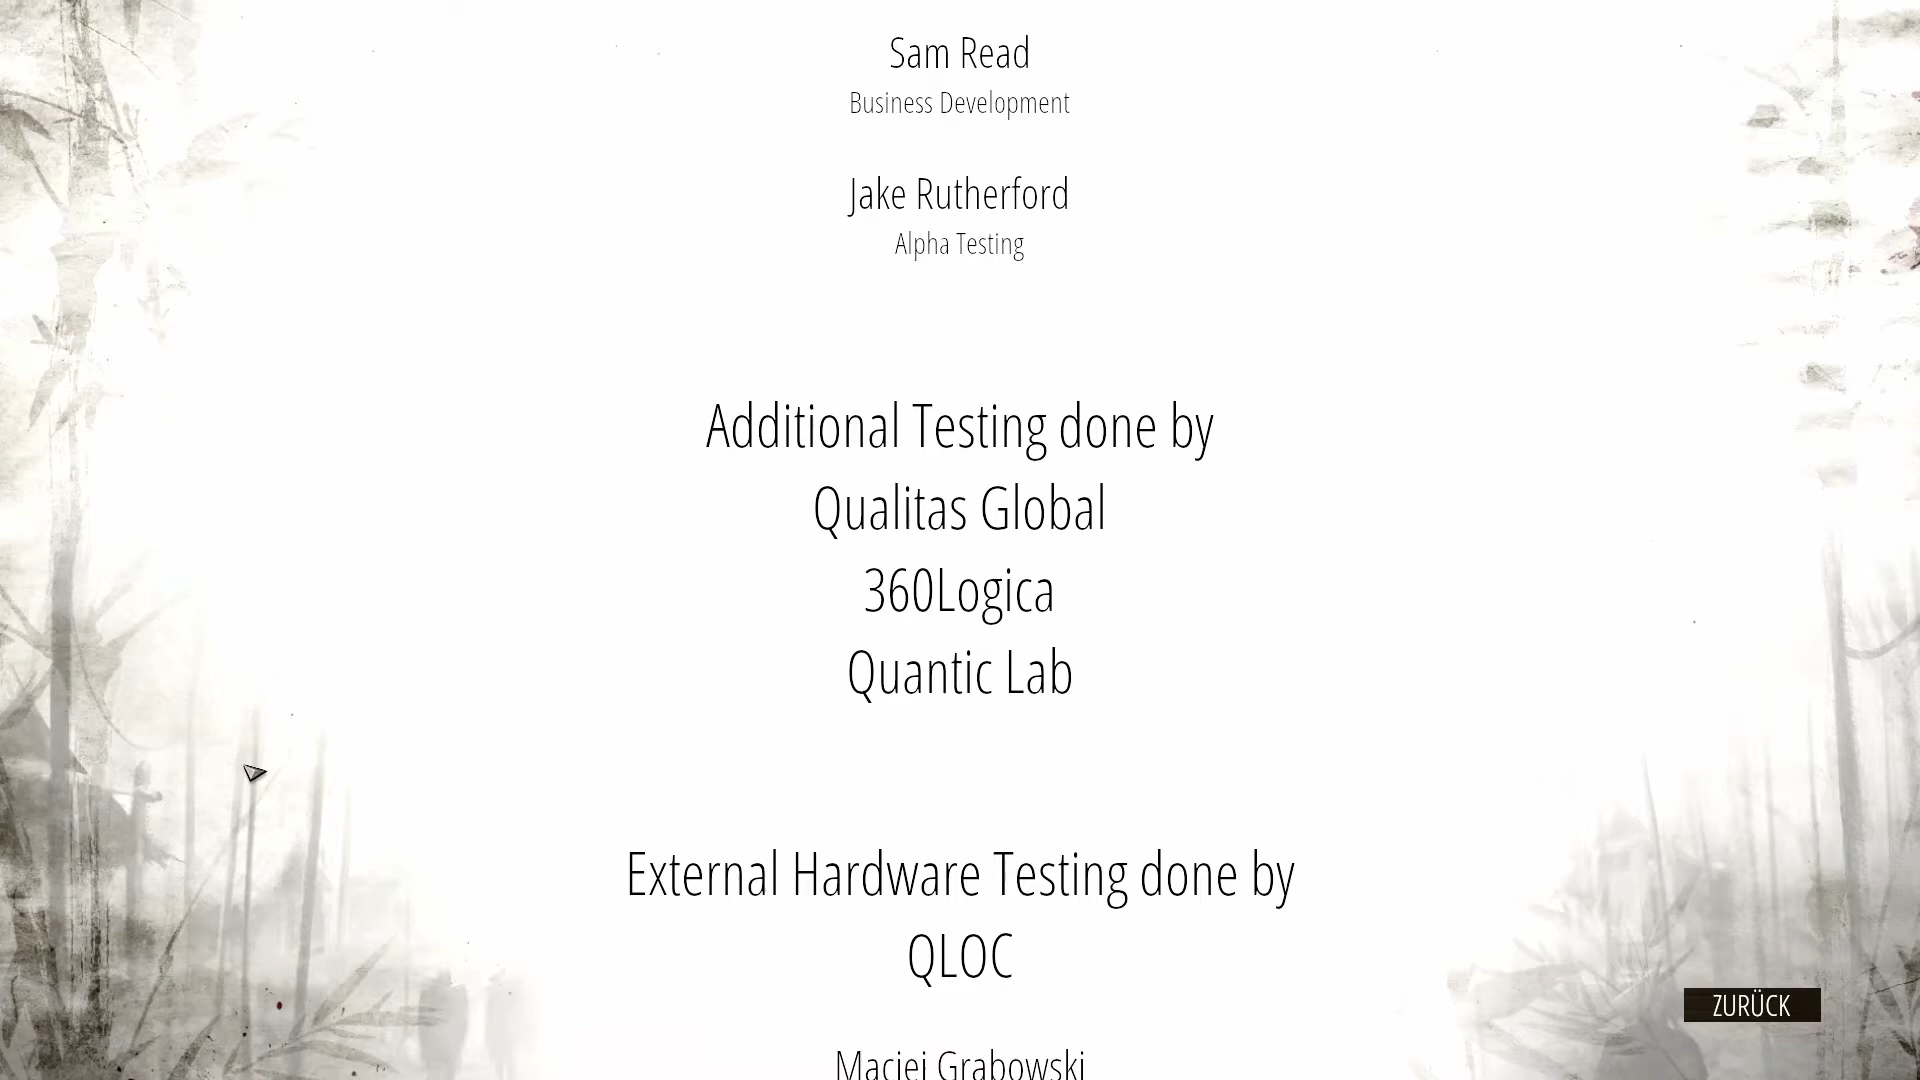 Sam Read
Business Development
Jake Rutherford
Alpha Testing
Additional Testing done by
Qualitas Global
360Logica
Quantic Lab
External Hardware Testing done by
QLOC
ZURÜCK
Maciej Grabowski